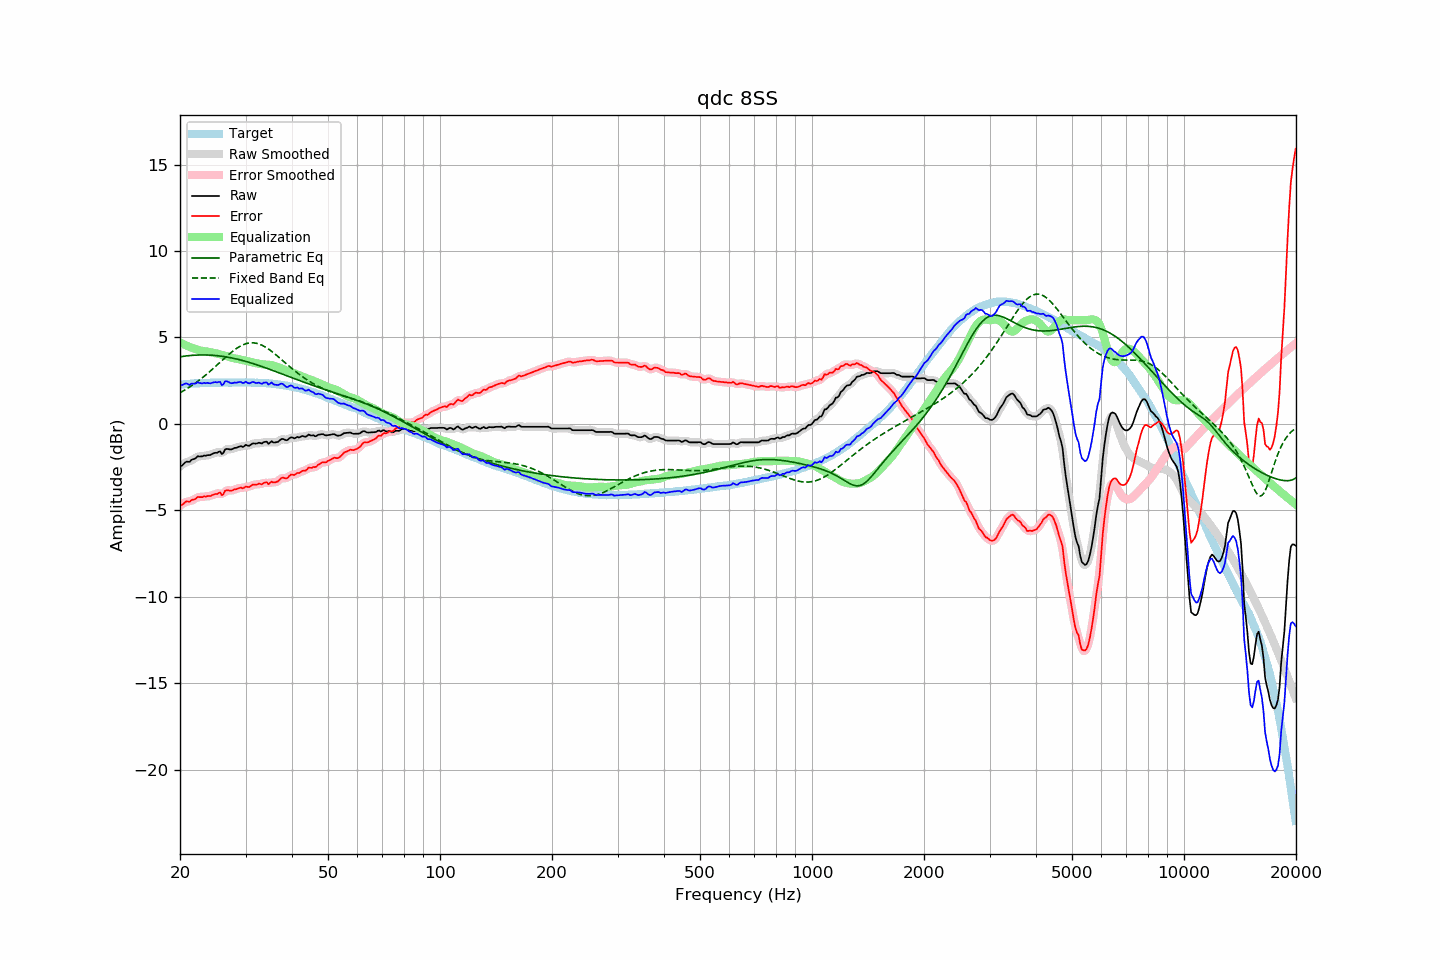 qdc 8SS
Target
Raw Smoothed
Error Smoothed
Raw
Error
Equalization
Parametric Eq
Fixed Band Eq
Equalized
Amplitude (dBr)
15
10
5
0
−5
−10
−15
−20
20 50 100 200 500 1000 2000 5000 10000 20000
Frequency (Hz)